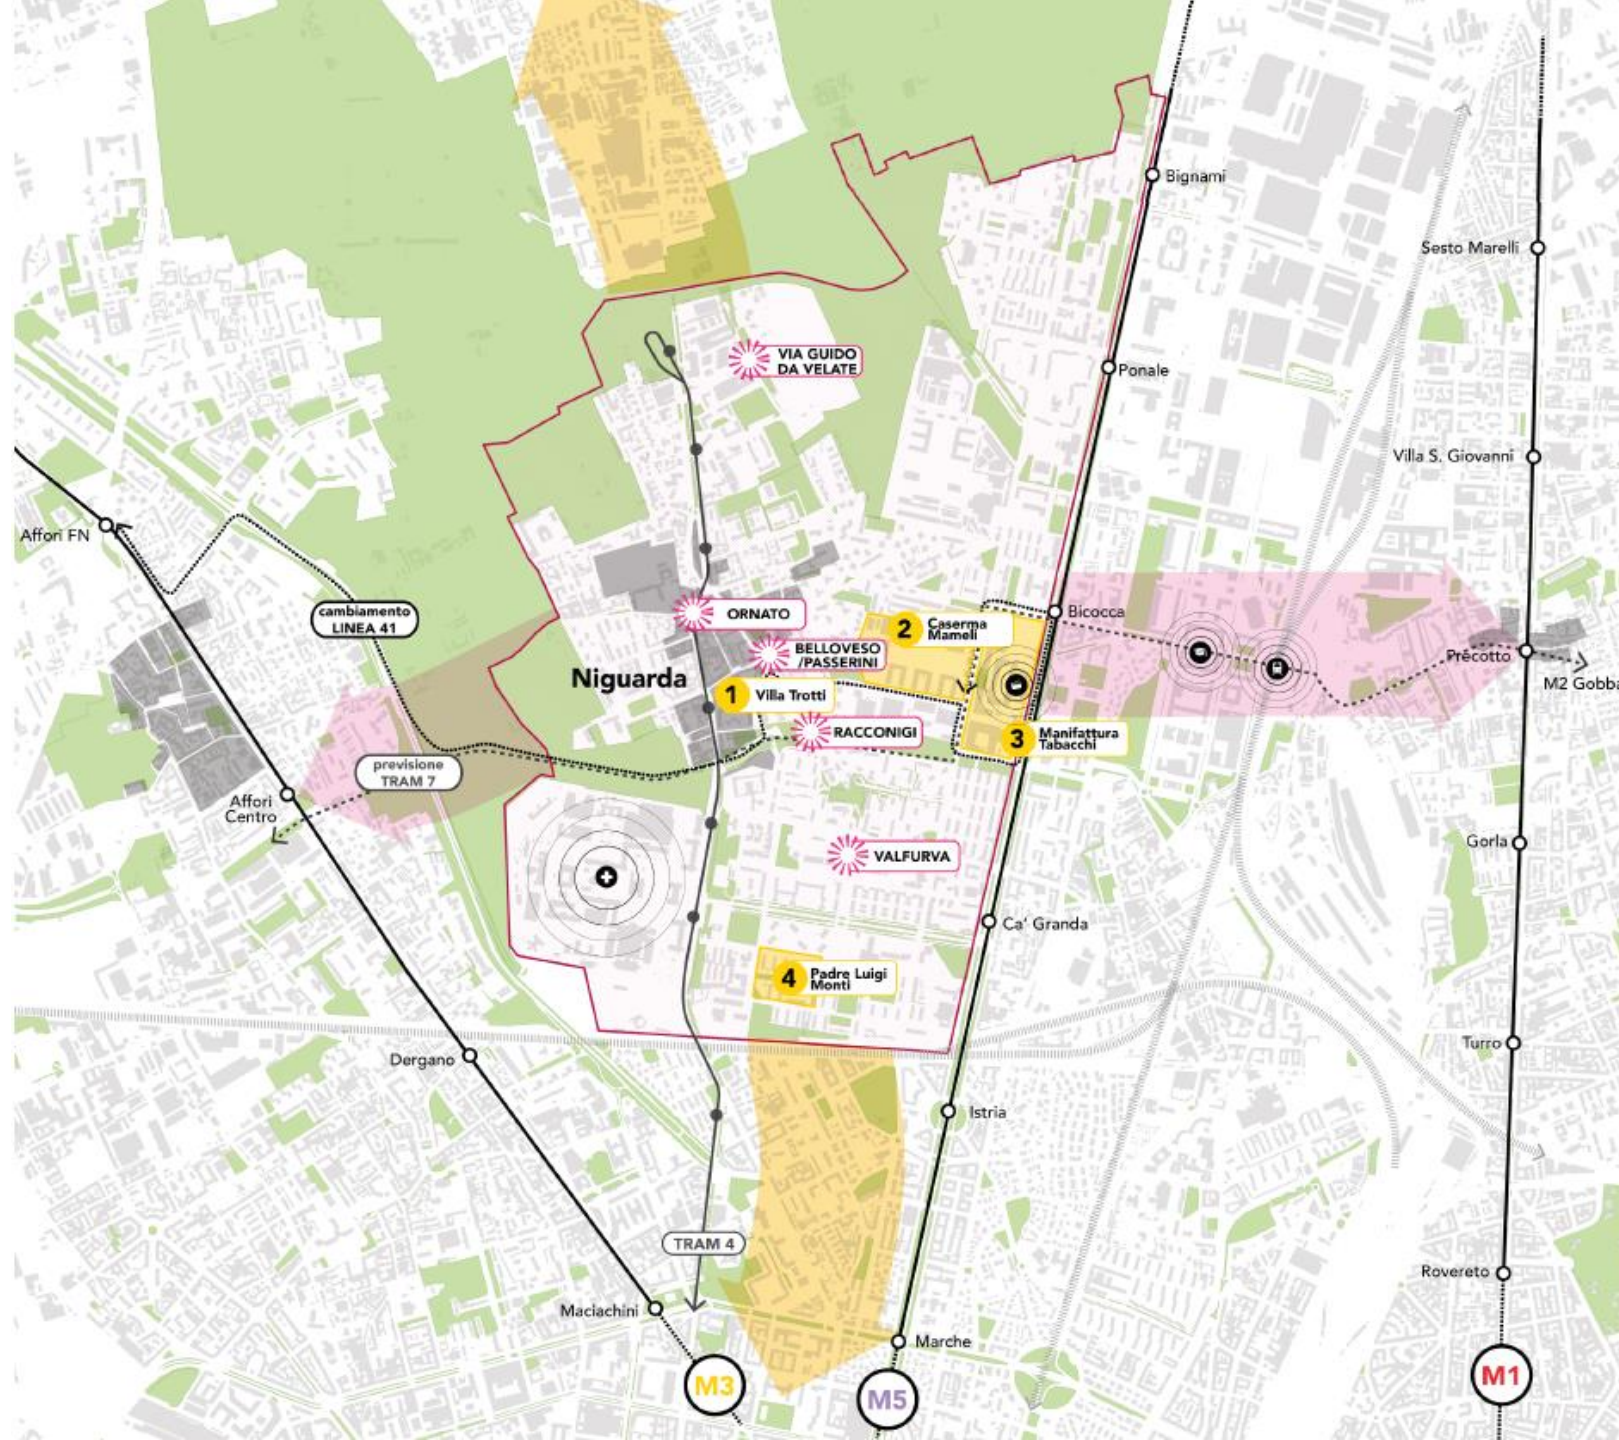 Bignami
Sesto Marelli
VIA GUIDO
DA VELATE
Ponale
Villa S. Giovanni
Affori FN
cambiamento
LINEA 41
ORNATO
2
Caserma
Mameli
Bicocca
BELLOVESO
/PASSERINI
Precotto
Niguarda
1
Villa Trotti
M2 Gobba
RACCONIGI
3
Manifattura
Tabacchi
previsione
TRAM 7
Affori
Centro
Gorla
VALFURVA
Ca' Granda
4
Padre Luigi
Monti
Turro
Dergano
Istria
TRAM 4
Rovereto
Maciachini
Marche
M3
M5
M1